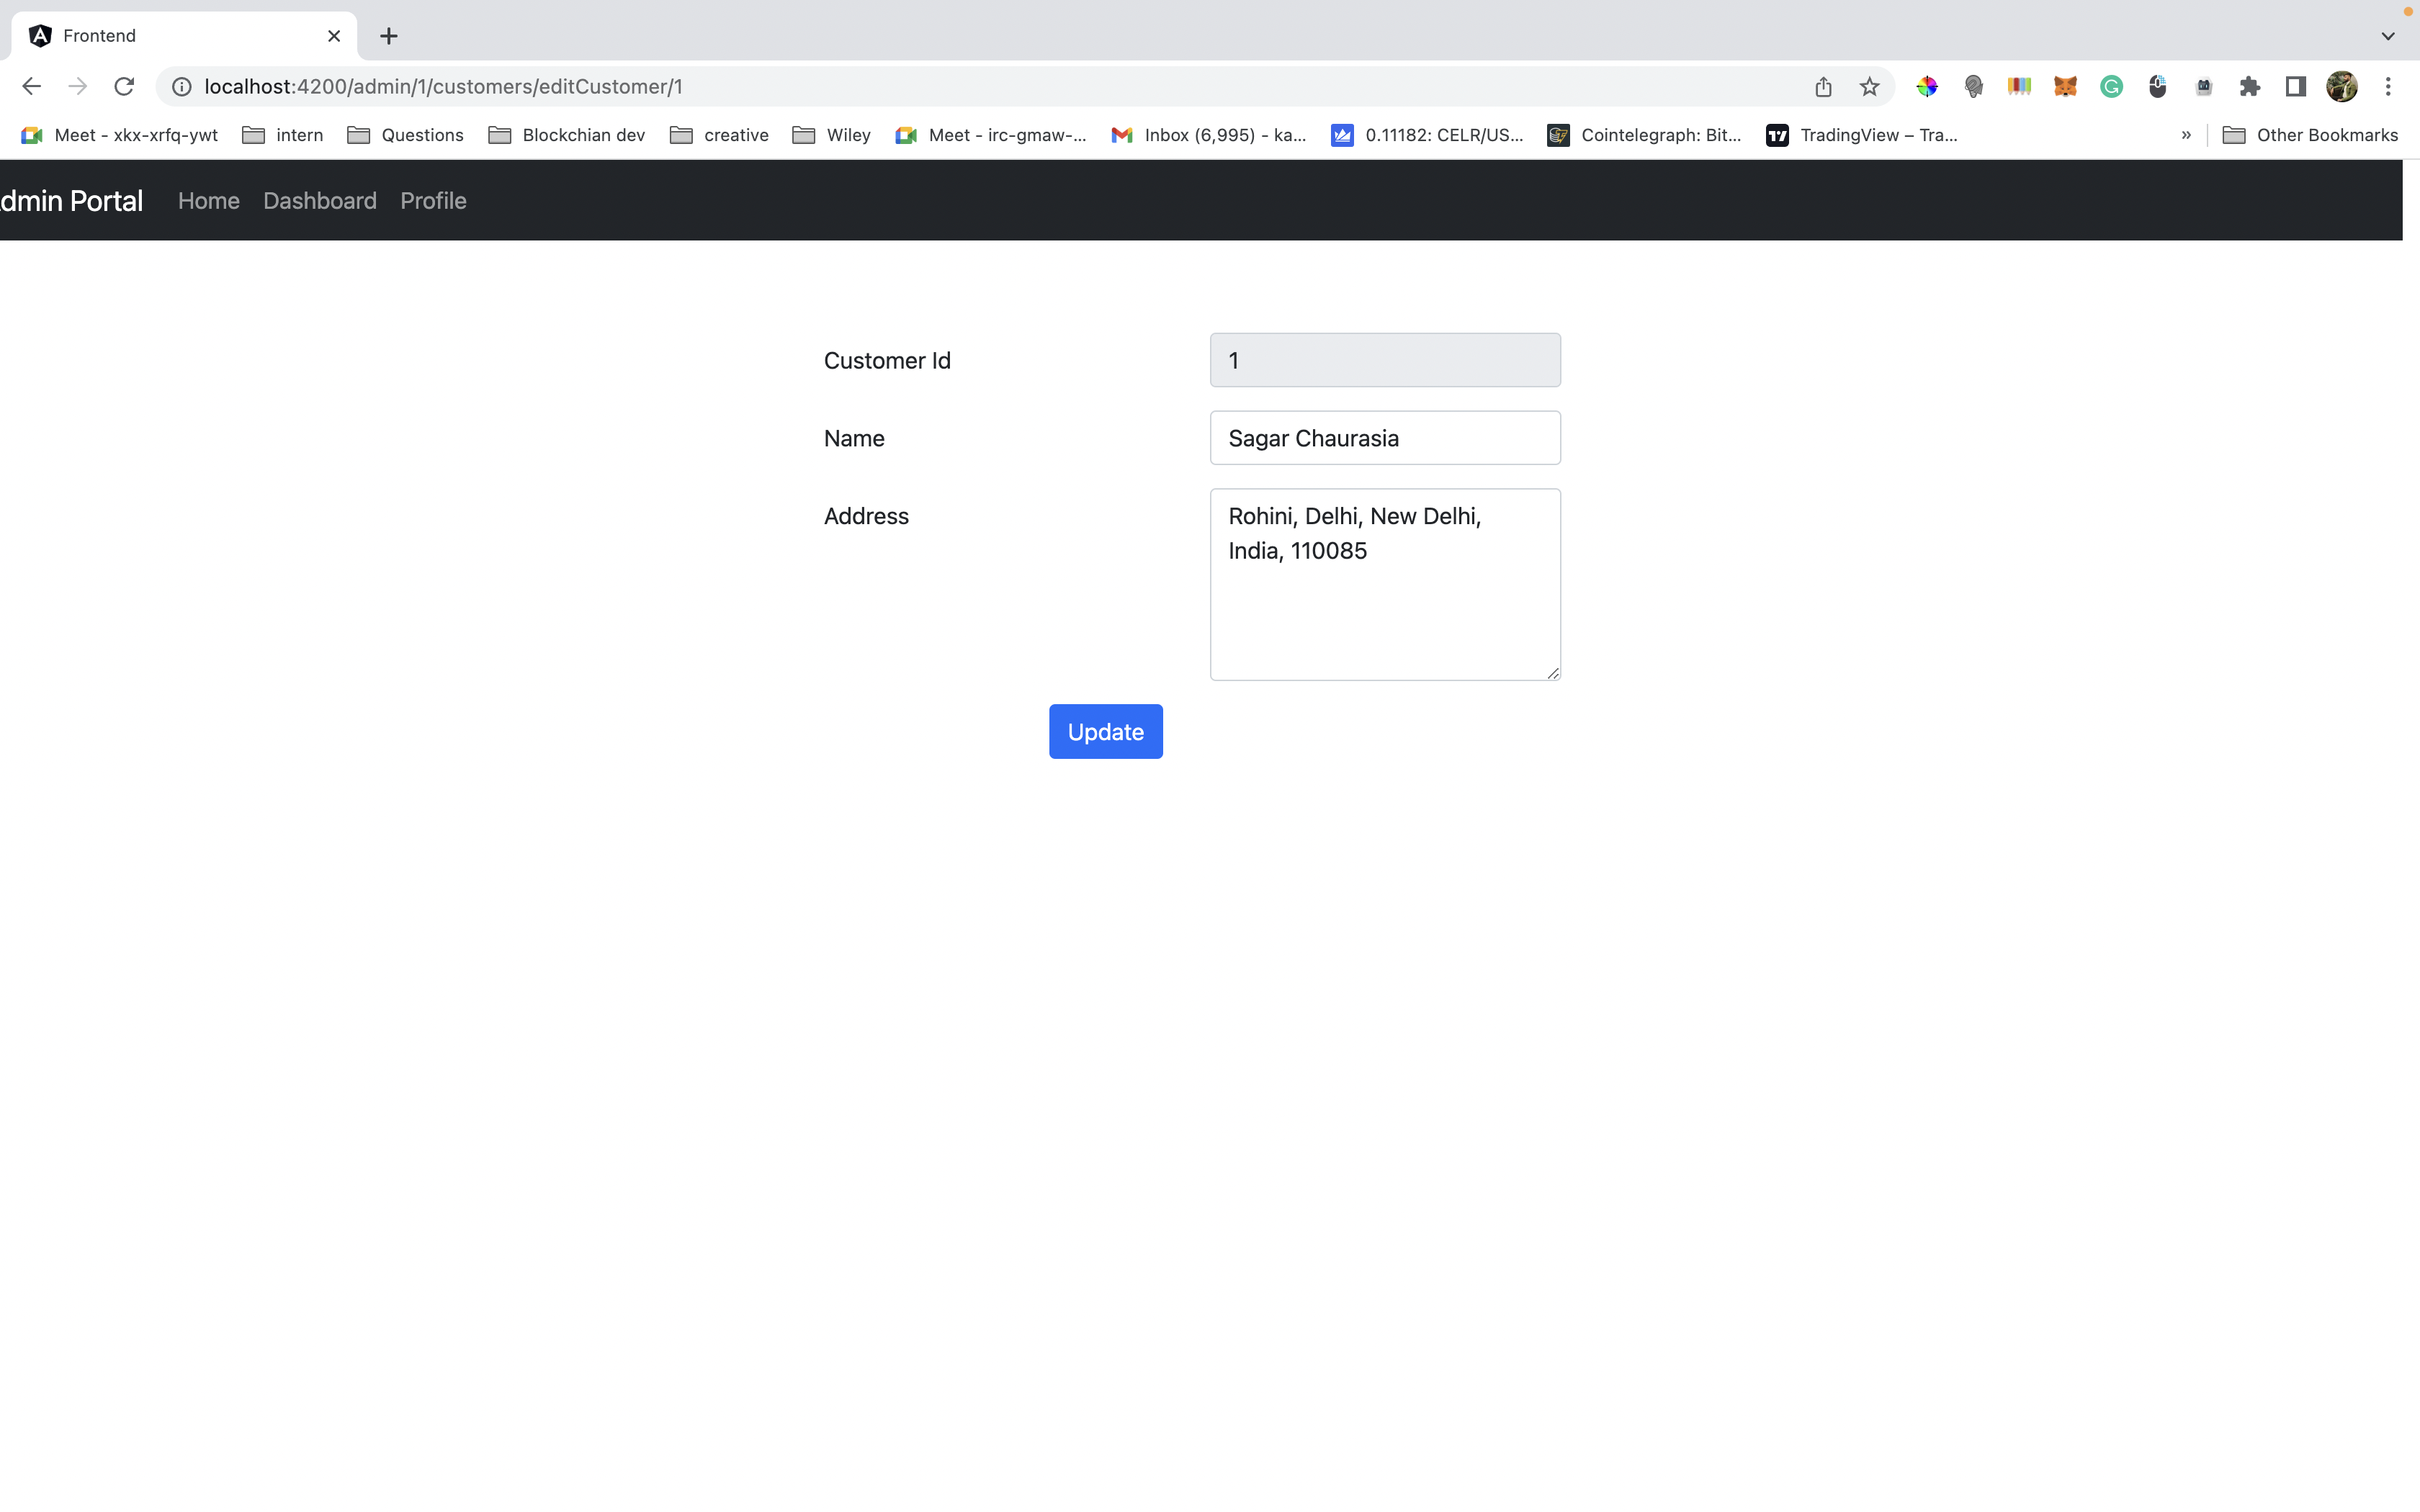 Frontend
localhost:4200/admin/1/customers/editCustomer/1
Meet - xkx-xrfq-ywt intern Questions Blockchian dev creative Wiley Meet - irc-gmaw-... Inbox (6,995) - ka... 0.11182: CELR/US... Cointelegraph: Bit... TradingView – Tra... » Other Bookmarks
dmin Portal Home Dashboard Profile
Customer Id 1
Name Sagar Chaurasia
Address Rohini, Delhi, New Delhi,
India, 110085
Update